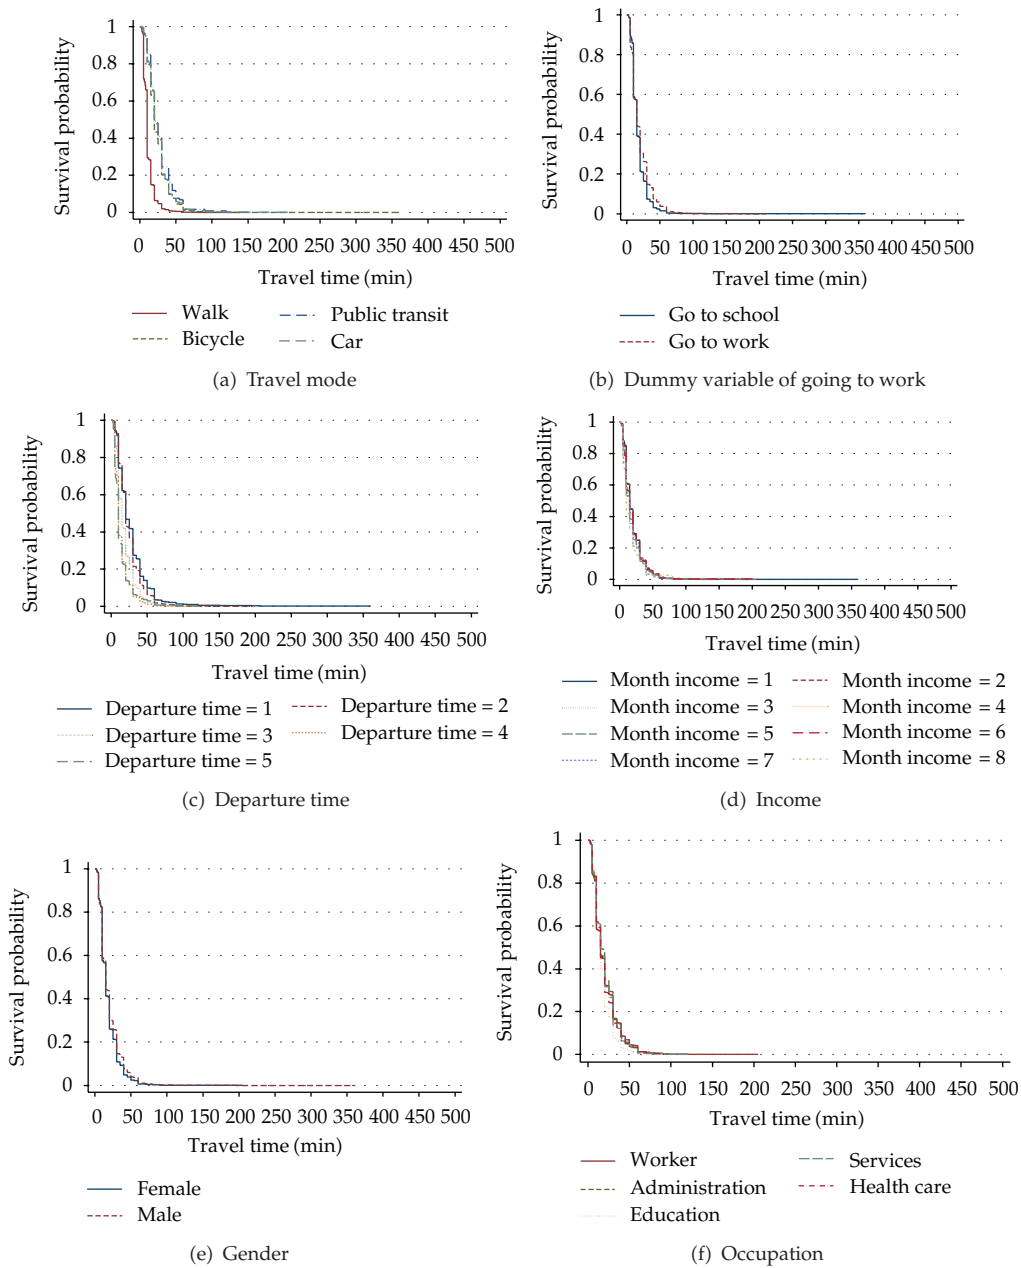 Survival probability
1
0.8
0.6
0.4
0.2
0
0 50 100 150 200 250 300 350 400 450 500
Travel time (min)
Walk
Public transit
Bicycle
Car
(a) Travel mode
Survival probability
1
0.8
0.6
0.4
0.2
0
0 50 100 150 200 250 300 350 400 450 500
Travel time (min)
Go to school
Go to work
(b) Dummy variable of going to work
Survival probability
1
0.8
0.6
0.4
0.2
0
0 50 100 150 200 250 300 350 400 450 500
Travel time (min)
Departure time = 1
Departure time = 2
Departure time = 3
Departure time = 4
Departure time = 5
(c) Departure time
Survival probability
1
0.8
0.6
0.4
0.2
0
0 50 100 150 200 250 300 350 400 450 500
Travel time (min)
Month income = 1
Month income = 2
Month income = 3
Month income = 4
Month income = 5
Month income = 6
Month income = 7
Month income = 8
(d) Income
Survival probability
1
0.8
0.6
0.4
0.2
0
0 50 100 150 200 250 300 350 400 450 500
Travel time (min)
Female
Male
(e) Gender
Survival probability
1
0.8
0.6
0.4
0.2
0
0 50 100 150 200 250 300 350 400 450 500
Travel time (min)
Worker
Services
Administration
Health care
Education
(f) Occupation